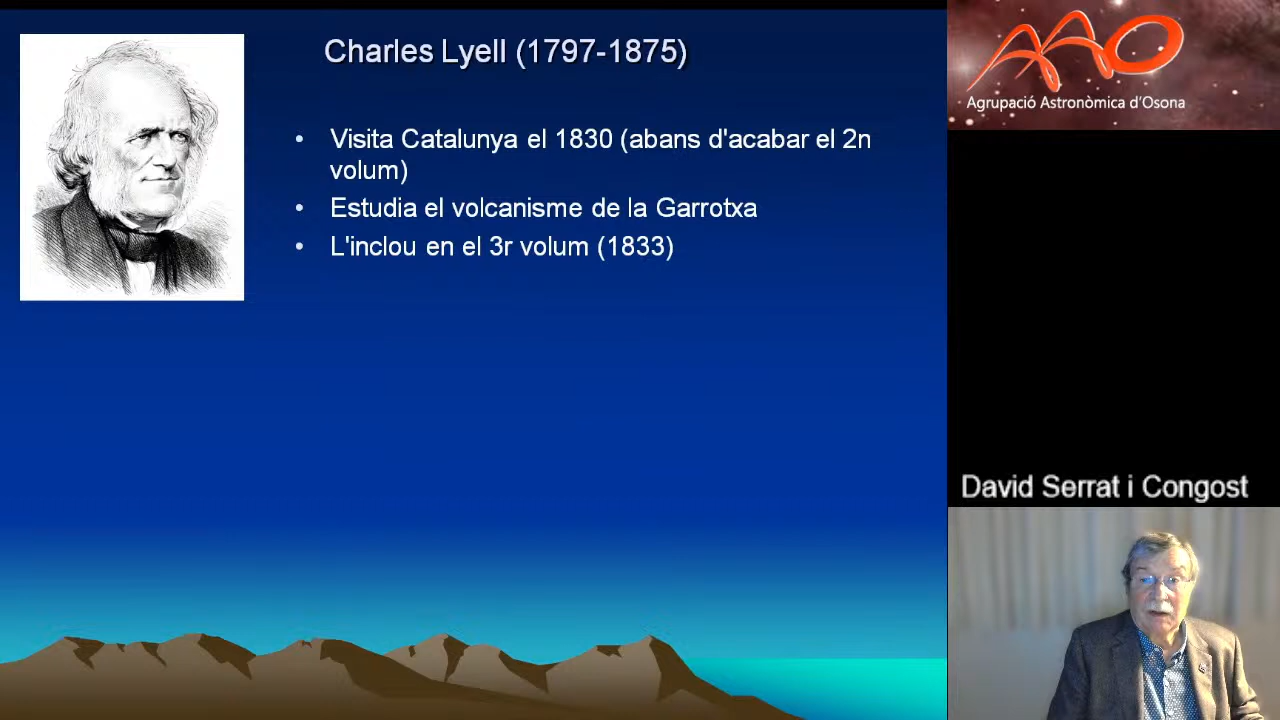 Charles Lyell (1797-1875)
• Visita Catalunya el 1830 (abans d'acabar el 2n
volum)
• Estudia el volcanisme de la Garrotxa
• L'inclou en el 3r volum (1833)
AAO
Agrupació Astronòmica d'Osona
David Serrat i Congost